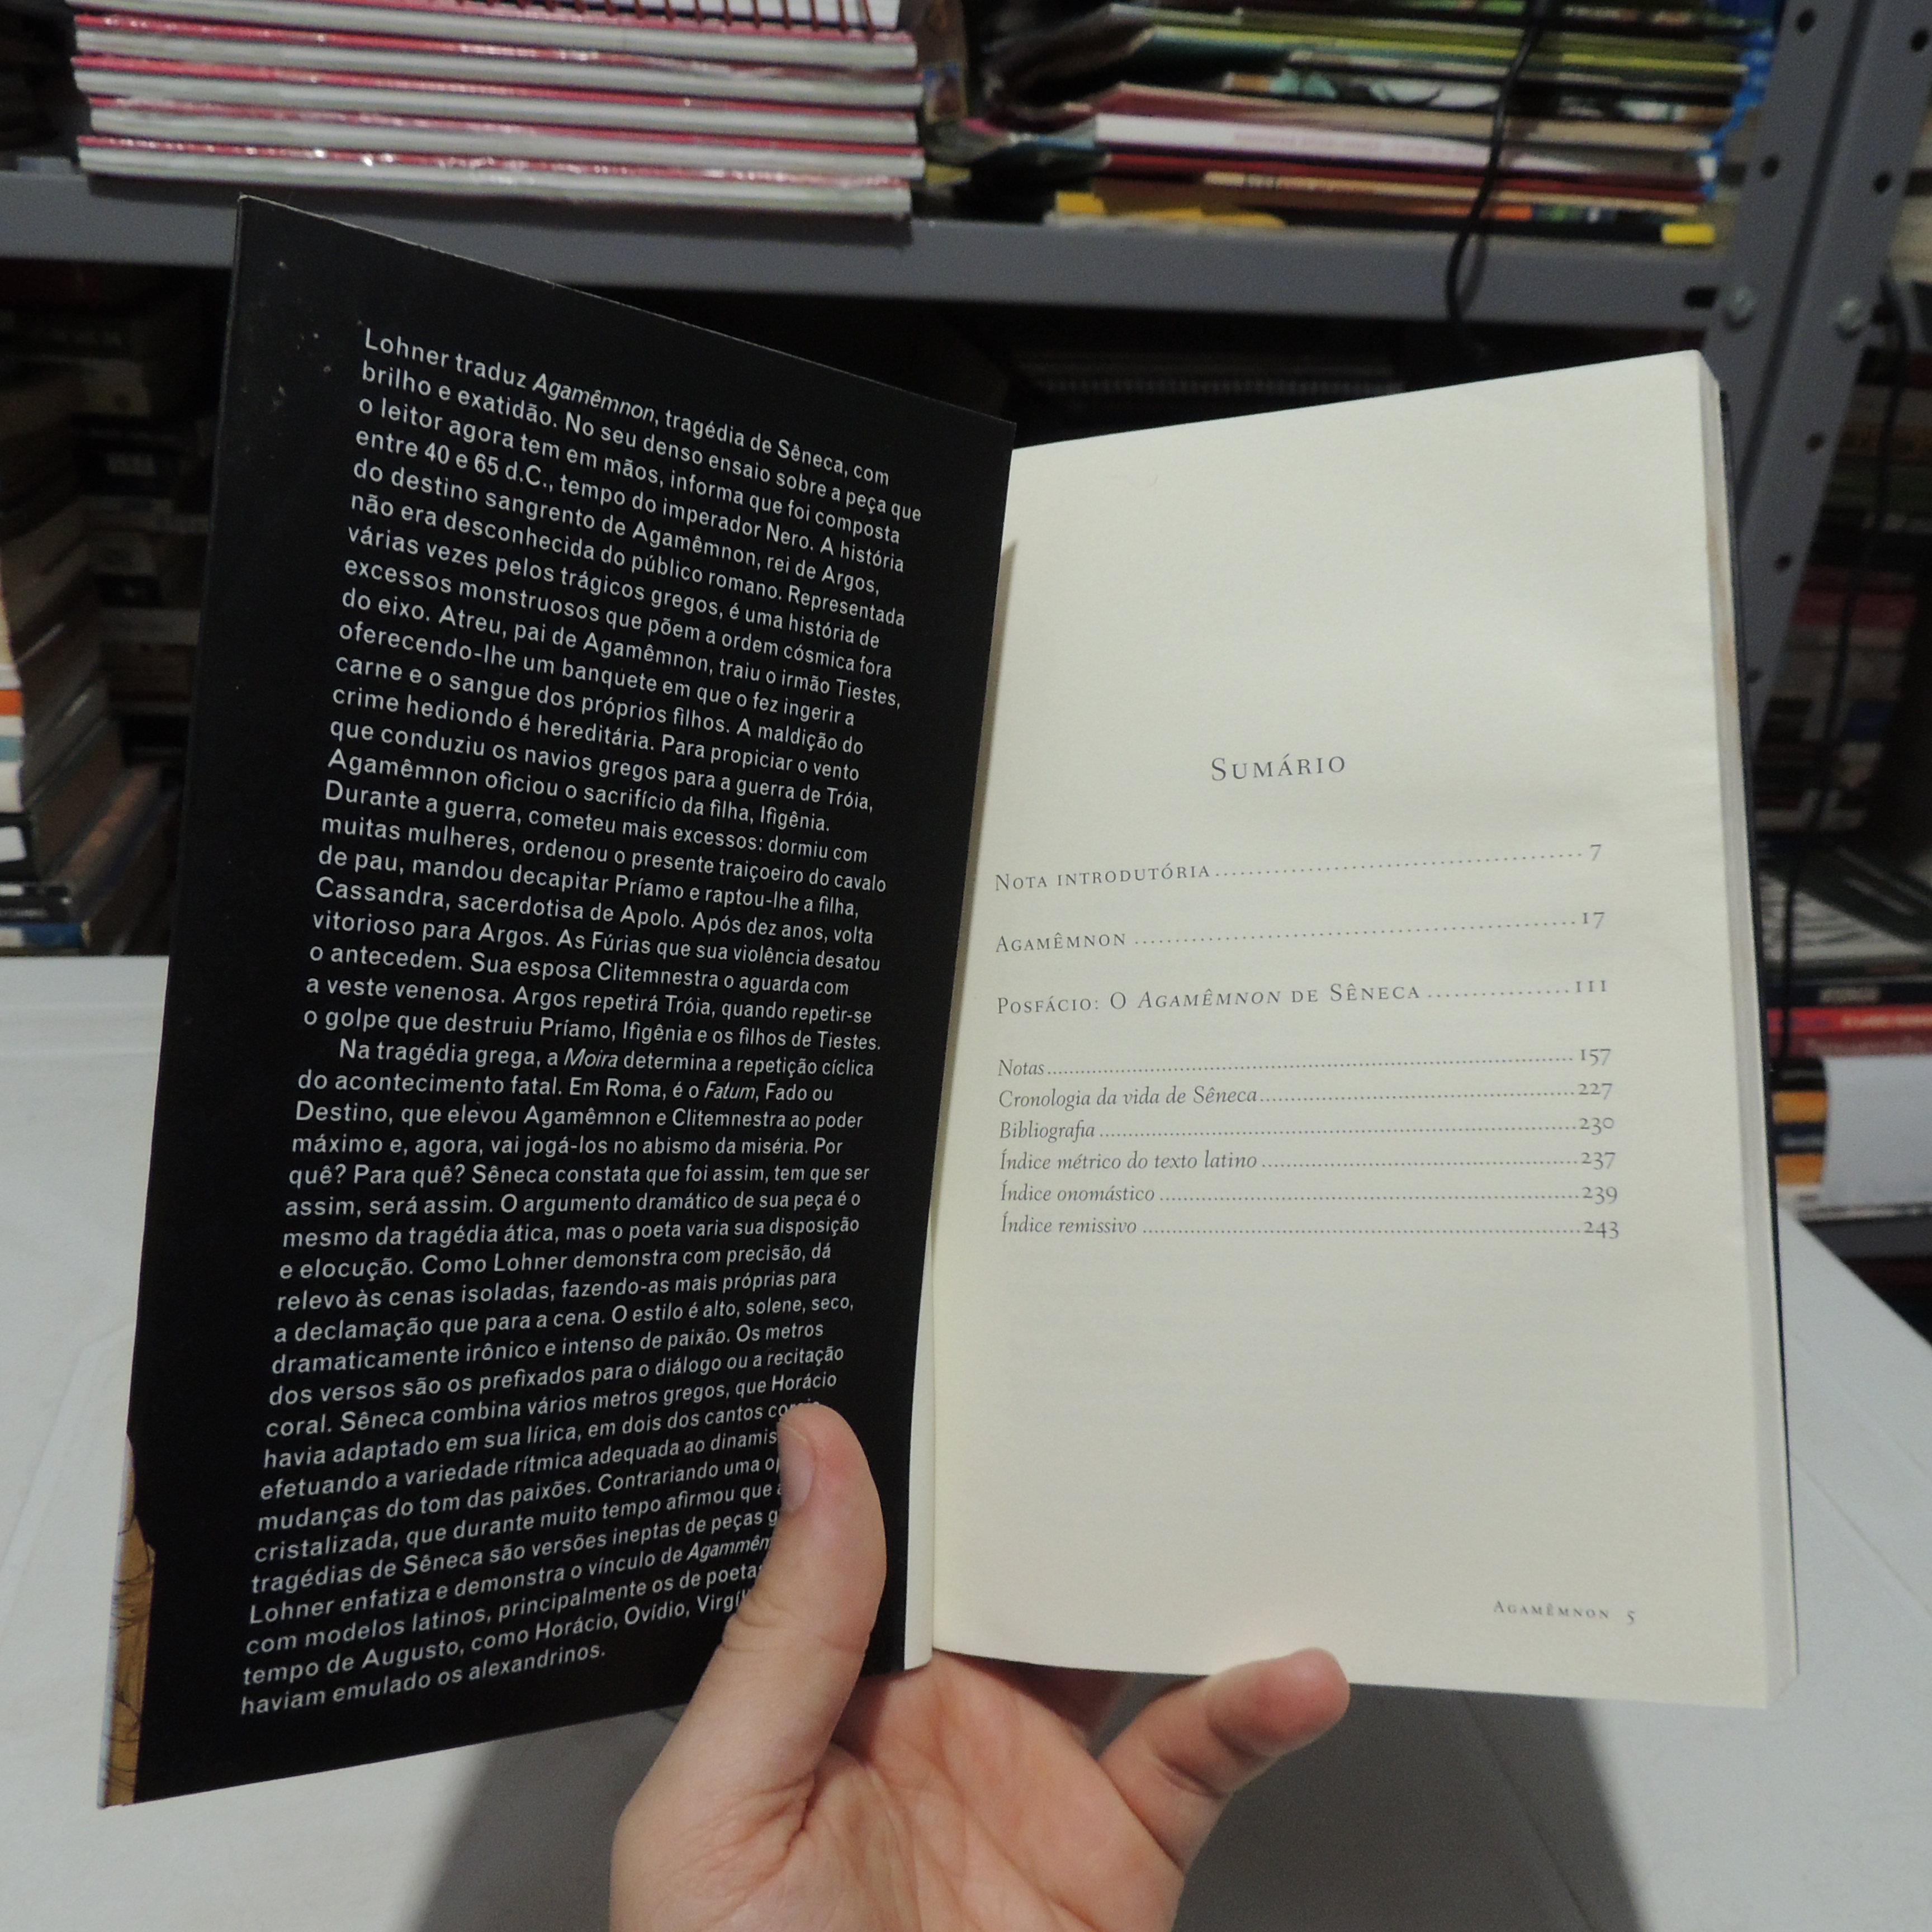 Lohner traduz Agamêmnon, tragédia de Sêneca, com
brilho e exatidão. No seu denso ensaio sobre a peça que
o leitor agora tem em mãos, informa que foi composta
entre 40 e 65 d.C., tempo do imperador Nero. A história
do destino sangrento de Agamêmnon, rei de Argos,
não era desconhecida do público romano. Representada
várias vezes pelos trágicos gregos, é uma história de
excessos monstruosos que põem a ordem cósmica fora
do eixo. Atreu, pai de Agamêmnon, traiu o irmão Tiestes,
oferecendo-lhe um banquete em que o fez ingerir a
carne e o sangue dos próprios filhos. A maldição do
crime hediondo é hereditária. Para propiciar o vento
que conduziu os navios gregos para a guerra de Tróia,
Agamêmnon oficiou o sacrifício da filha, Ifigênia.
Durante a guerra, cometeu mais excessos: dormiu com
muitas mulheres, ordenou o presente traiçoeiro do cavalo
de pau, mandou decapitar Príamo e raptou-lhe a filha,
Cassandra, sacerdotisa de Apolo. Após dez anos, volta
vitorioso para Argos. As Fúrias que sua violência desatou
o antecedem. Sua esposa Clitemnestra o aguarda com
a veste venenosa. Argos repetirá Tróia, quando repetir-se
o golpe que destruiu Príamo, Ifigênia e os filhos de Tiestes.
Na tragédia grega, a Moira determina a repetição cíclica
do acontecimento fatal. Em Roma, é o Fatum, Fado ou
Destino, que elevou Agamêmnon e Clitemnestra ao poder
máximo e, agora, vai jogá-los no abismo da miséria. Por
quê? Para quê? Sêneca constata que foi assim, tem que ser
assim, será assim. O argumento dramático de sua peça é o
mesmo da tragédia ática, mas o poeta varia sua disposição
e elocução. Como Lohner demonstra com precisão, dá
relevo às cenas isoladas, fazendo-as mais próprias para
a declamação que para a cena. O estilo é alto, solene, seco,
dramaticamente irônico e intenso de paixão. Os metros
dos versos são os prefixados para o diálogo ou a recitação
coral. Sêneca combina vários metros gregos, que Horácio
havia adaptado em sua lírica, em dois dos cantos
efetuando a variedade rítmica adequada ao
mudanças do tom das paixões. Contrariando uma
cristalizada, que durante muito tempo afirmou que
tragédias de Sêneca são versões ineptas de peças
Lohner enfatiza e demonstra o vínculo de Agammêm
com modelos latinos, principalmente os de poetas
tempo de Augusto, como Horácio, Ovídio,
haviam emulado os alexandrinos.
SUMÁRIO
NOTA INTRODUTÓRIA 7
AGAMÊMNON 17
POSFÁCIO: O AGAMÊMNON DE SÊNECA 111
Notas 157
Cronologia da vida de Sêneca 227
Bibliografia 230
Índice métrico do texto latino 237
Índice onomástico 239
Índice remissivo 243
AGAMÊMNON 5